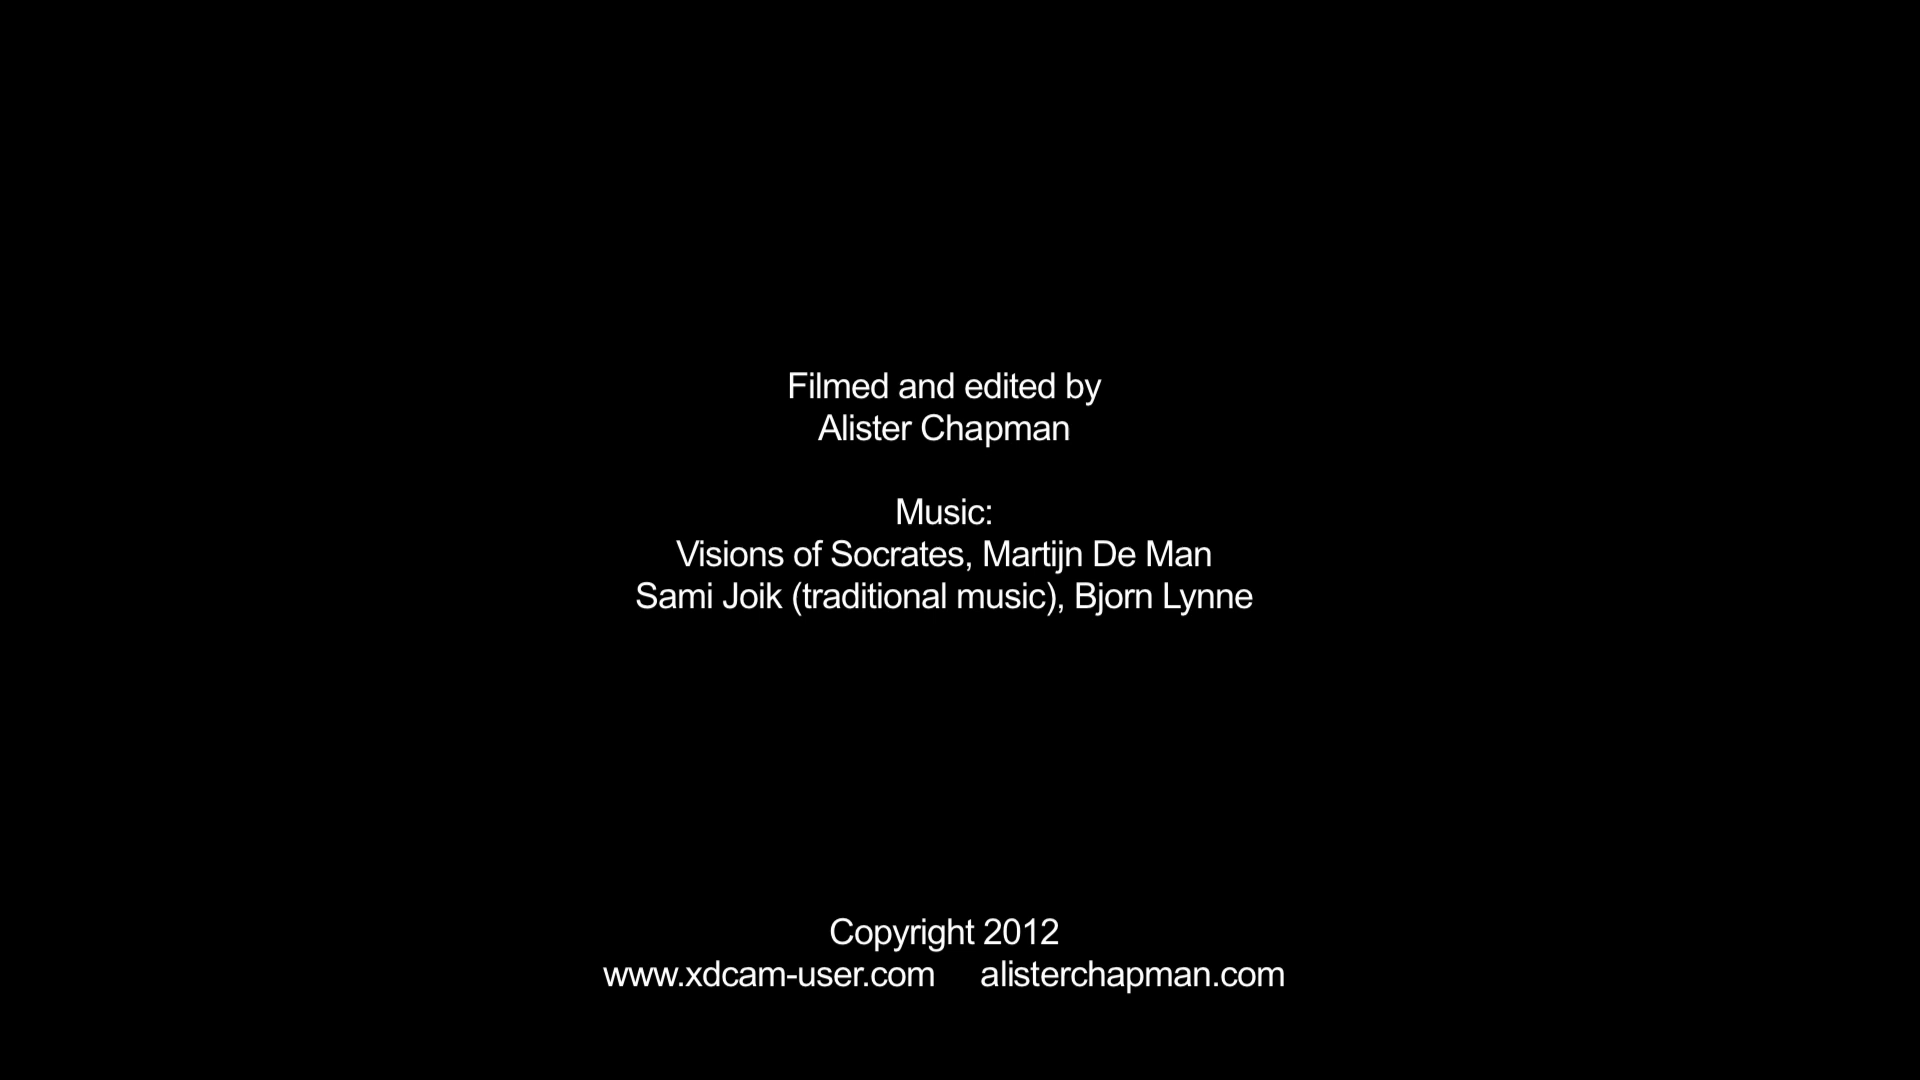 Filmed and edited by
Alister Chapman
Music:
Visions of Socrates, Martijn De Man
Sami Joik (traditional music), Bjorn Lynne
Copyright 2012
www.xdcam-user.com alisterchapman.com